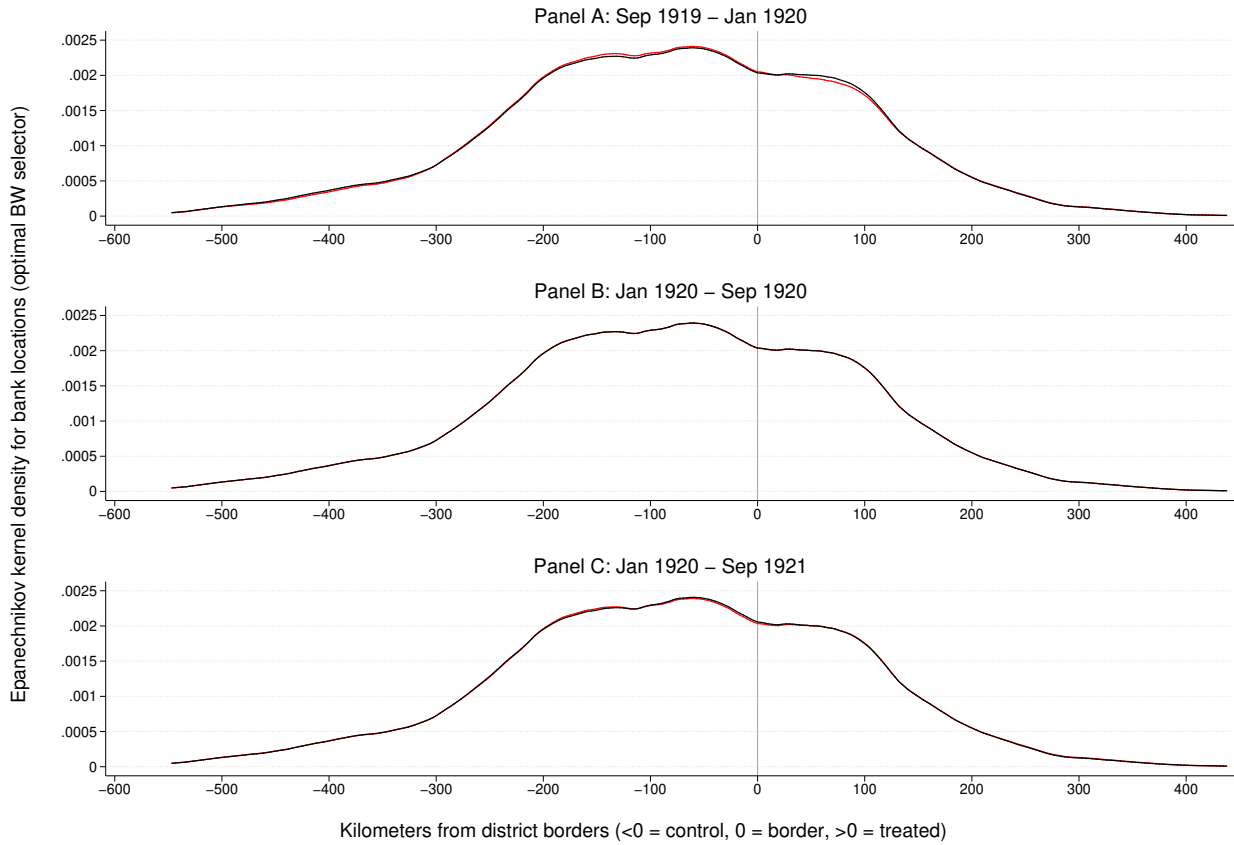 Epanechnikov kernel density for bank locations (optimal BW selector)
Panel A: Sep 1919 − Jan 1920
.0025
.002
.0015
.001
.0005
0
−600 −500 −400 −300 −200 −100 0 100 200 300 400
Panel B: Jan 1920 − Sep 1920
.0025
.002
.0015
.001
.0005
0
−600 −500 −400 −300 −200 −100 0 100 200 300 400
Panel C: Jan 1920 − Sep 1921
.0025
.002
.0015
.001
.0005
0
−600 −500 −400 −300 −200 −100 0 100 200 300 400
Kilometers from district borders (<0 = control, 0 = border, >0 = treated)